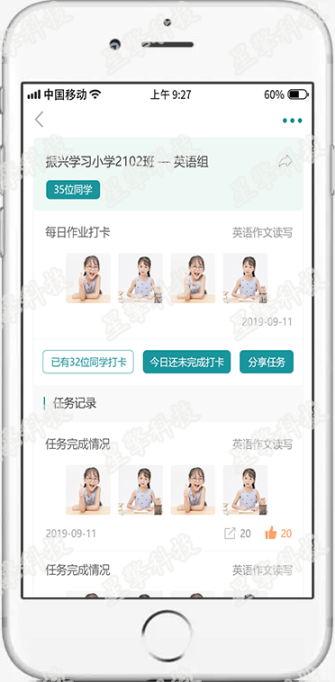 中国移动 上午 9:27 60%
振兴学习小学2102班 — 英语组
35位同学
每日作业打卡 英语作文读写
2019-09-11
已有32位同学打卡 今日还未完成打卡 分享任务
任务记录
任务完成情况 英语作文读写
2019-09-11 20 20
任务完成情况 英语作文读写
星擎科技